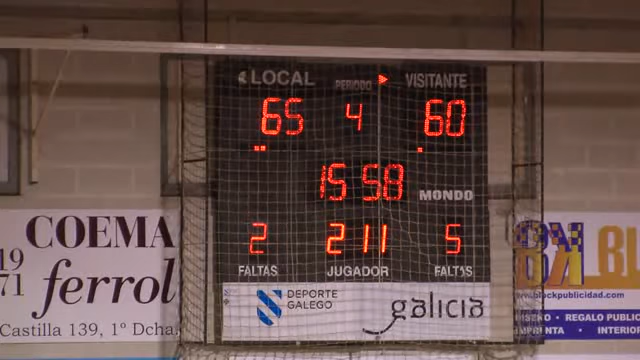 LOCAL PERIODO VISITANTE
65 4 60
15 58
MONDO
2 2 11 5
FALTAS JUGADOR FALTAS
DEPORTE
GALEGO
galicia
COEMA
19
71
ferrol
Castilla 139, 1º Dcha.
BL
www.blockpublicidad.com
REGALO PUBLIC
INTERIOR